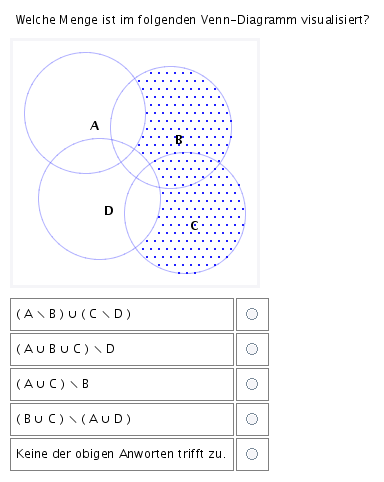 Welche Menge ist im folgenden Venn-Diagramm visualisiert?
A
B
D
C
( A ∖ B ) ∪ ( C ∖ D )
( A ∪ B ∪ C ) ∖ D
( A ∪ C ) ∖ B
( B ∪ C ) ∖ ( A ∪ D )
Keine der obigen Anworten trifft zu.